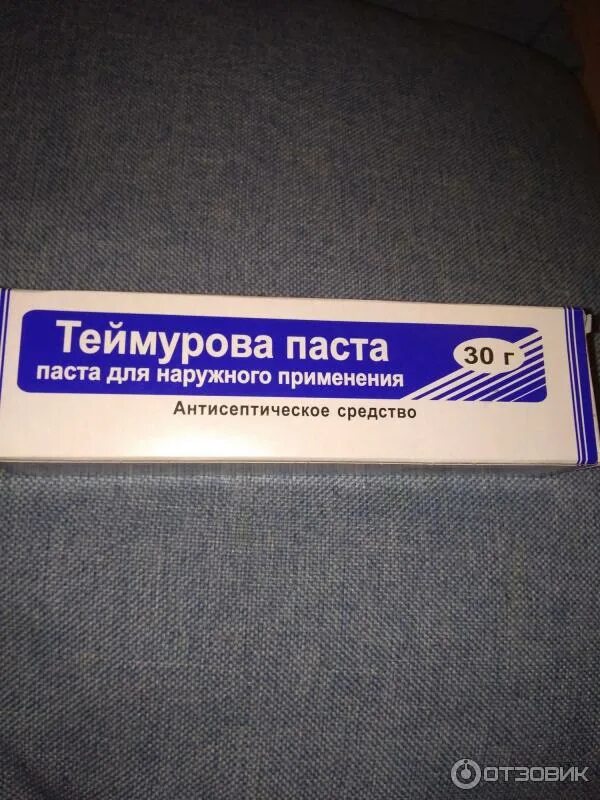 Теймурова паста
паста для наружного применения
30 г
Антисептическое средство
ОТЗОВИК